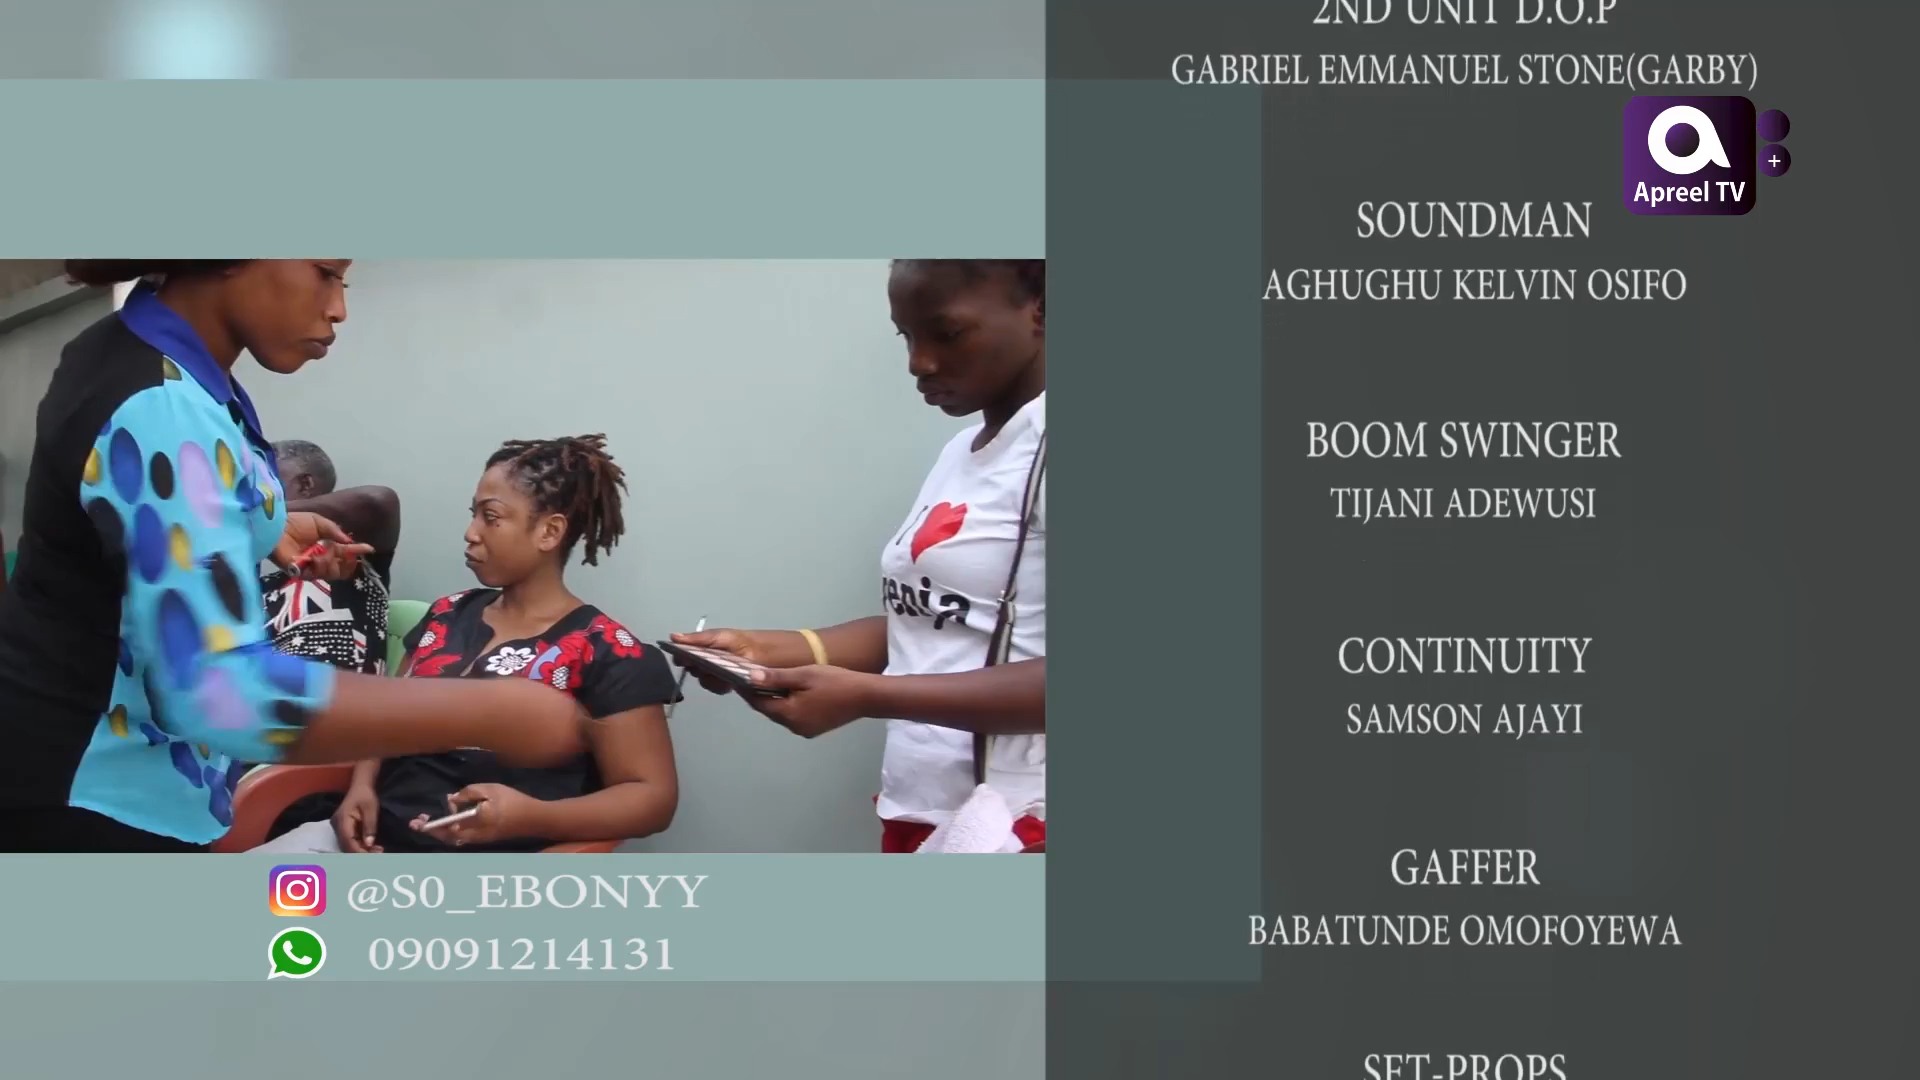 2ND UNIT D.O.P
GABRIEL EMMANUEL STONE(GARBY)
Apreel TV
+
SOUNDMAN
AGHUGHU KELVIN OSIFO
BOOM SWINGER
TIJANI ADEWUSI
CONTINUITY
SAMSON AJAYI
GAFFER
BABATUNDE OMOFOYEWA
SET-PROPS
I
@S0_EBONYY
09091214131